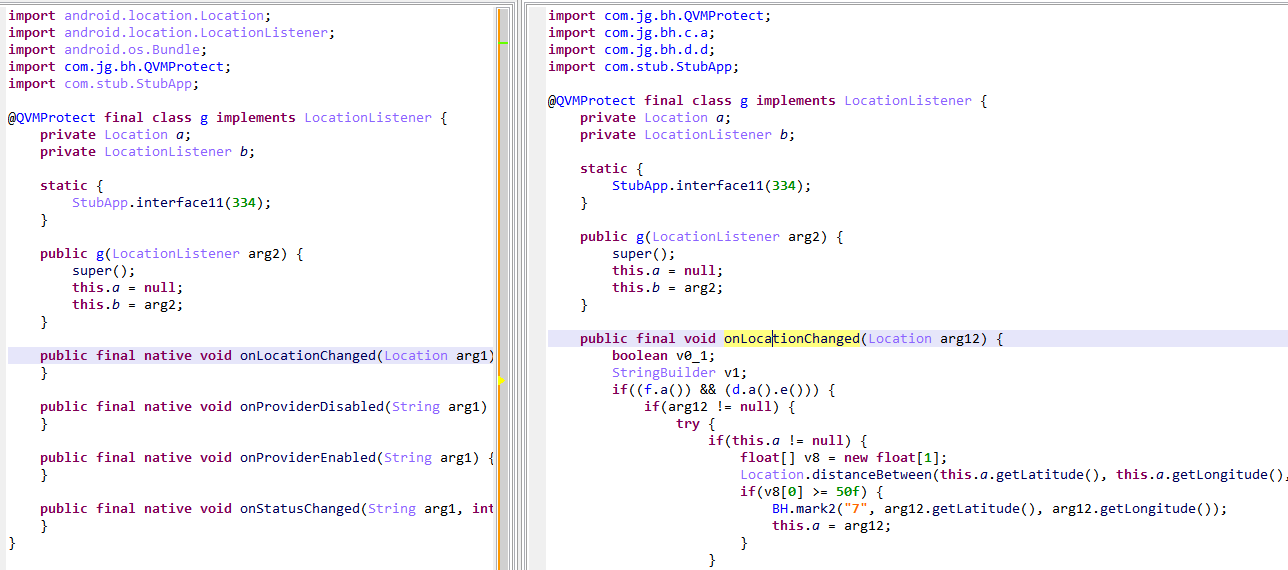 import android.location.Location;
import android.location.LocationListener;
import android.os.Bundle;
import com.jg.bh.QVMProtect;
import com.stub.StubApp;
@QVMProtect final class g implements LocationListener {
    private Location a;
    private LocationListener b;
    static {
        StubApp.interface11(334);
    }
    public g(LocationListener arg2) {
        super();
        this.a = null;
        this.b = arg2;
    }
    public final native void onLocationChanged(Location arg1)
    }
    public final native void onProviderDisabled(String arg1)
    }
    public final native void onProviderEnabled(String arg1) {
    }
    public final native void onStatusChanged(String arg1, int
    }
}
import com.jg.bh.QVMProtect;
import com.jg.bh.c.a;
import com.jg.bh.d.d;
import com.stub.StubApp;
@QVMProtect final class g implements LocationListener {
    private Location a;
    private LocationListener b;
    static {
        StubApp.interface11(334);
    }
    public g(LocationListener arg2) {
        super();
        this.a = null;
        this.b = arg2;
    }
    public final void onLocationChanged(Location arg12) {
        boolean v0_1;
        StringBuilder v1;
        if((f.a()) && (d.a().e())) {
            if(arg12 != null) {
                try {
                    if(this.a != null) {
                        float[] v8 = new float[1];
                        Location.distanceBetween(this.a.getLatitude(), this.a.getLongitude(),
                        if(v8[0] >= 50f) {
                            BH.mark2("7", arg12.getLatitude(), arg12.getLongitude());
                            this.a = arg12;
                        }
                    }